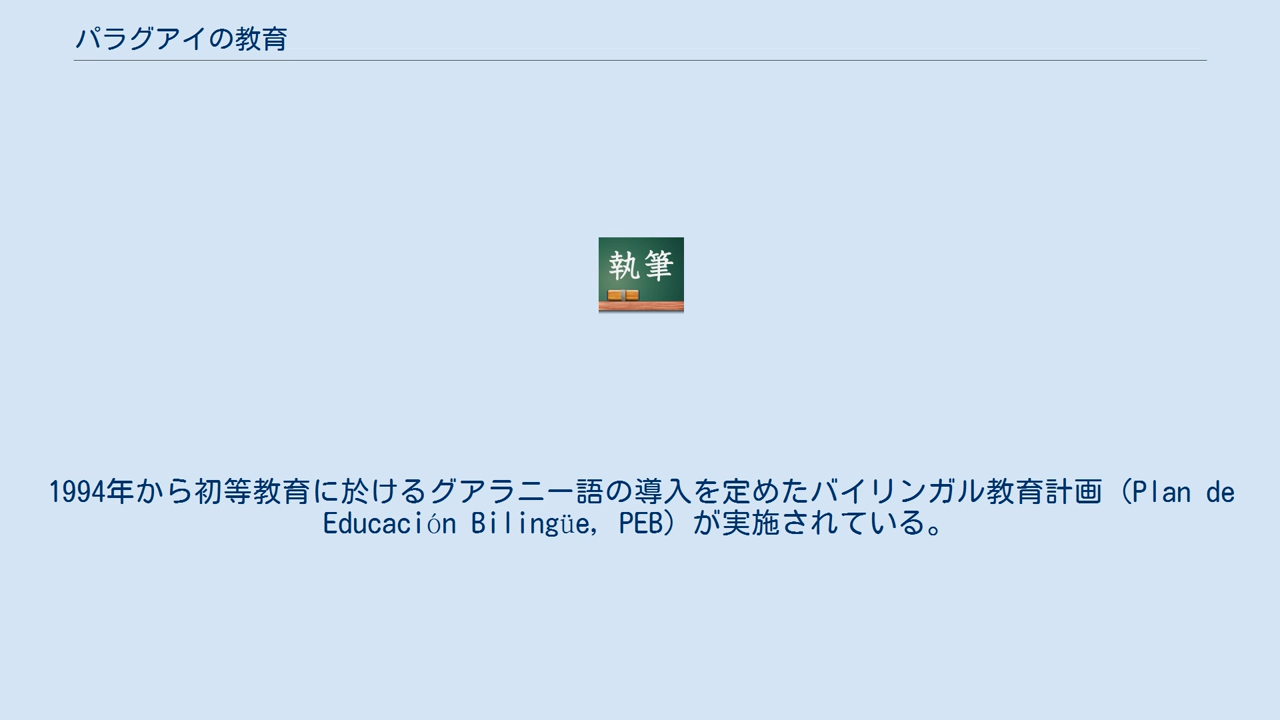 パラグアイの教育
執筆
1994年から初等教育に於けるグアラニー語の導入を定めたバイリンガル教育計画（Plan de
Educación Bilingüe, PEB）が実施されている。